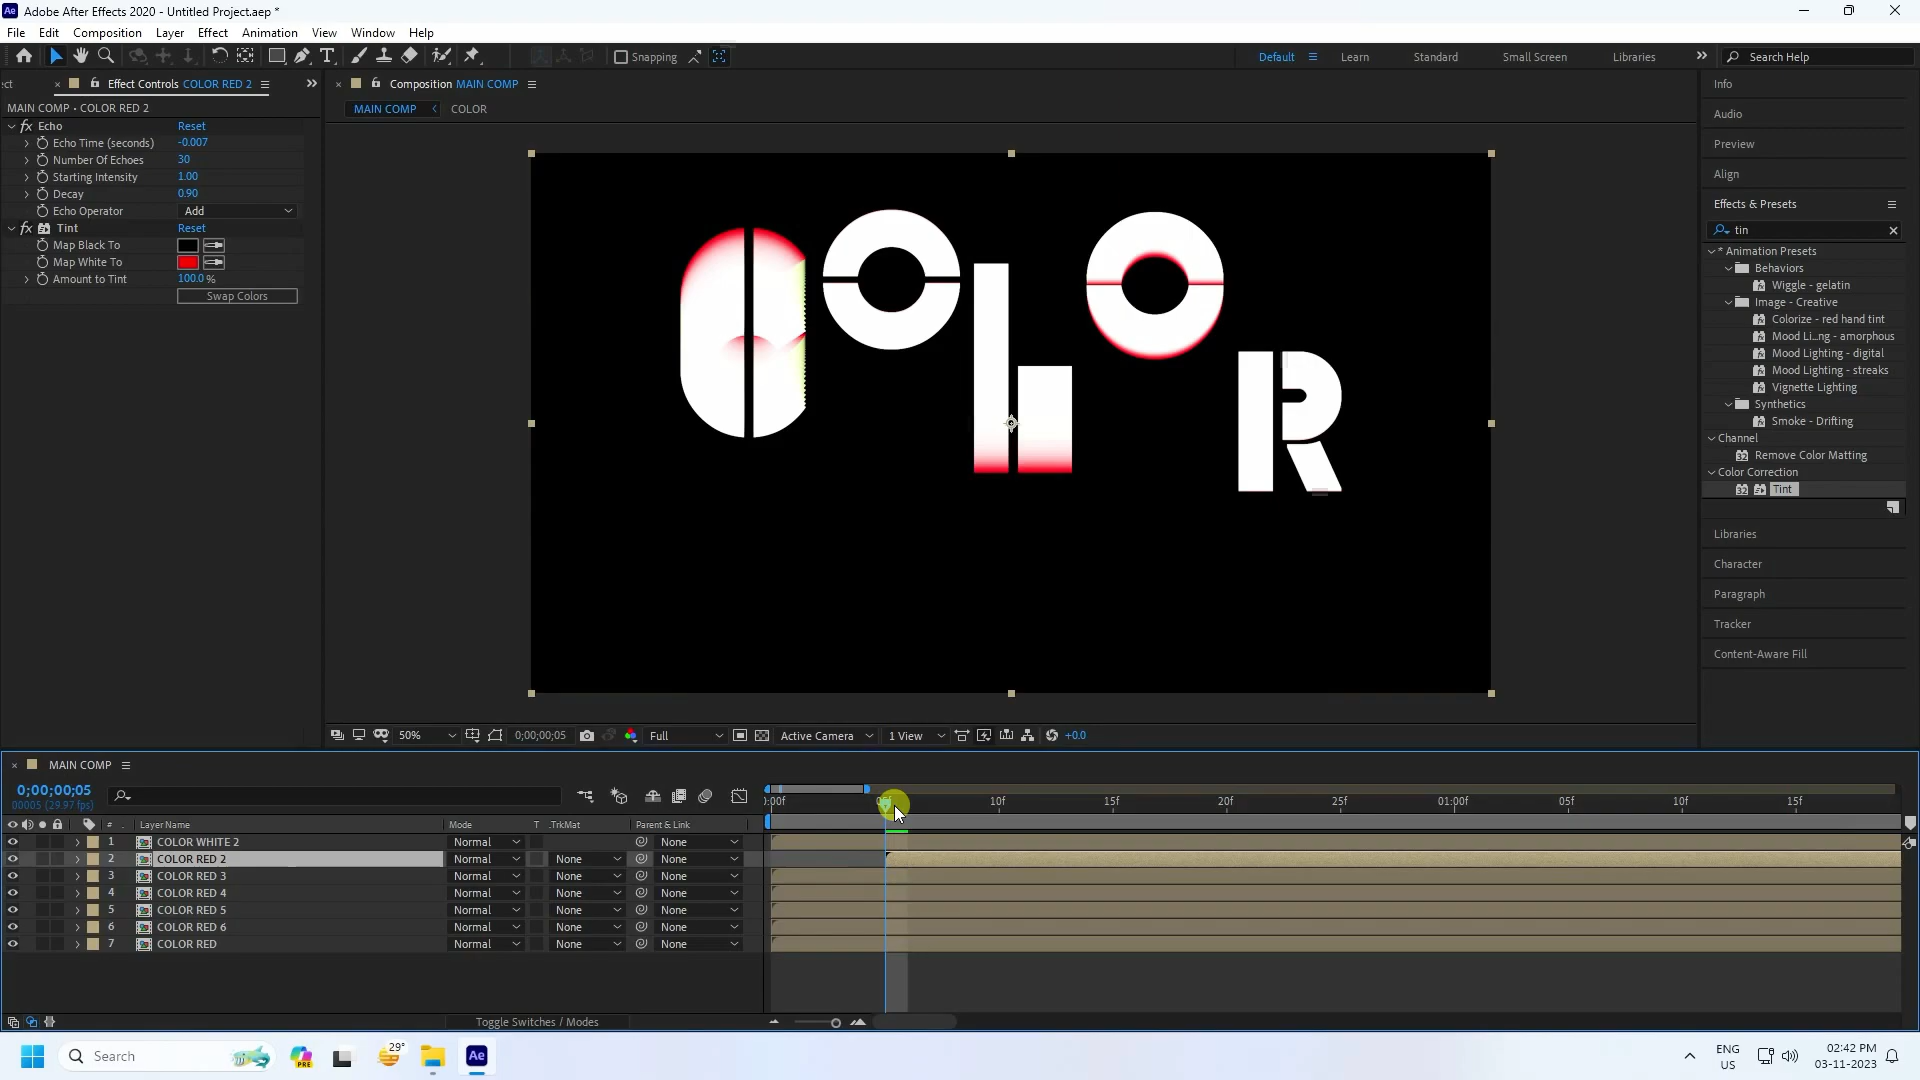 Adobe After Effects 2020 - Untitled Project.aep *
File Edit Composition Layer Effect Animation View Window Help
Snapping Default Learn Standard Small Screen Libraries Search Help
ect Effect Controls COLOR RED 2
MAIN COMP • COLOR RED 2
fx Echo Reset
Echo Time (seconds) -0.007
Number Of Echoes 30
Starting Intensity 1.00
Decay 0.90
Echo Operator Add
fx Tint Reset
Map Black To
Map White To
Amount to Tint 100.0 %
Swap Colors
Composition MAIN COMP
MAIN COMP COLOR
COLOR
50% 0;00;00;05 Full Active Camera 1 View +0.0
Info
Audio
Preview
Align
Effects & Presets
tin
* Animation Presets
Behaviors
Wiggle - gelatin
Image - Creative
Colorize - red hand tint
Mood Li...ng - amorphous
Mood Lighting - digital
Mood Lighting - streaks
Vignette Lighting
Synthetics
Smoke - Drifting
Channel
32 Remove Color Matting
Color Correction
32 Tint
Libraries
Character
Paragraph
Tracker
Content-Aware Fill
MAIN COMP
0;00;00;05
00005 (29.97 fps)
0:00f 10f 15f 20f 25f 01:00f 05f 10f 15f
# Layer Name Mode T .TrkMat Parent & Link
1 COLOR WHITE 2 Normal None
2 COLOR RED 2 Normal None None
3 COLOR RED 3 Normal None None
4 COLOR RED 4 Normal None None
5 COLOR RED 5 Normal None None
6 COLOR RED 6 Normal None None
7 COLOR RED Normal None None
Toggle Switches / Modes
Search PRE 29° Ae
ENG
US
02:42 PM
03-11-2023